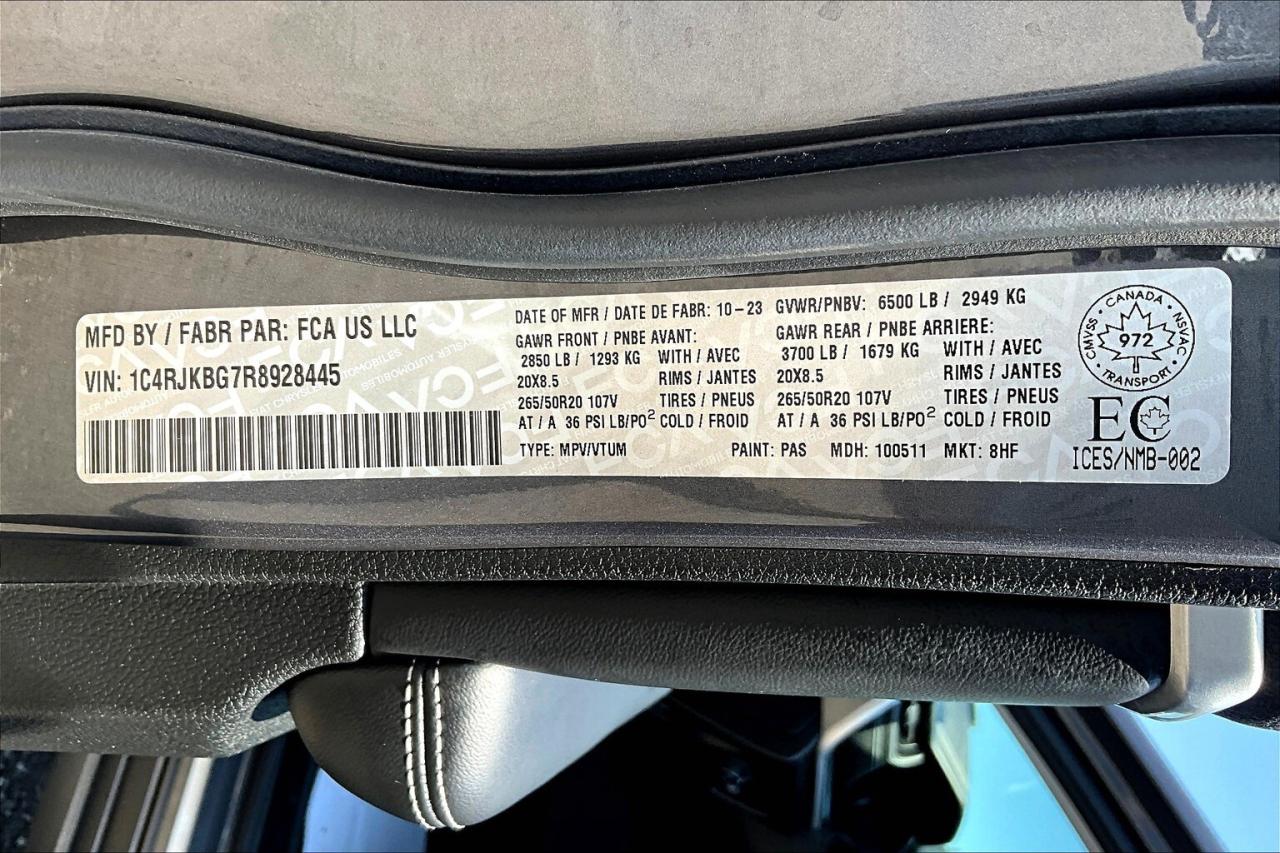 MFD BY / FABR PAR: FCA US LLC
VIN: 1C4RJKBG7R8928445
DATE OF MFR / DATE DE FABR: 10-23 GVWR/PNBV: 6500 LB / 2949 KG
GAWR FRONT / PNBE AVANT: GAWR REAR / PNBE ARRIERE:
2850 LB / 1293 KG WITH / AVEC 3700 LB / 1679 KG WITH / AVEC
20X8.5 RIMS / JANTES 20X8.5 RIMS / JANTES
265/50R20 107V TIRES / PNEUS 265/50R20 107V TIRES / PNEUS
AT / A 36 PSI LB/PO² COLD / FROID AT / A 36 PSI LB/PO² COLD / FROID
TYPE: MPV/VTUM PAINT: PAS MDH: 100511 MKT: 8HF
CANADA
CMVSS 972 NSVAC
TRANSPORT
EC
ICES/NMB-002